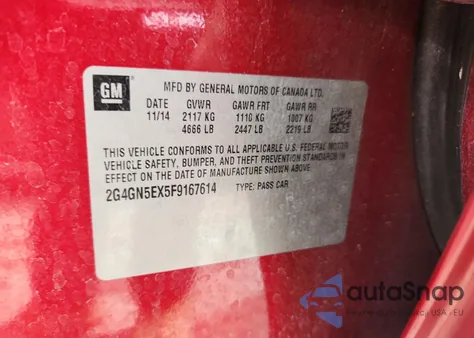 GM
MFD BY GENERAL MOTORS OF CANADA LTD.
DATE GVWR GAWR FRT GAWR RR
11/14 2117 KG 1110 KG 1007 KG
4666 LB 2447 LB 2219 LB
THIS VEHICLE CONFORMS TO ALL APPLICABLE U.S. FEDERAL MOTOR
VEHICLE SAFETY, BUMPER, AND THEFT PREVENTION STANDARDS IN
EFFECT ON THE DATE OF MANUFACTURE SHOWN ABOVE.
2G4GN5EX5F9167614 TYPE: PASS CAR
autoSnap
USA • EU